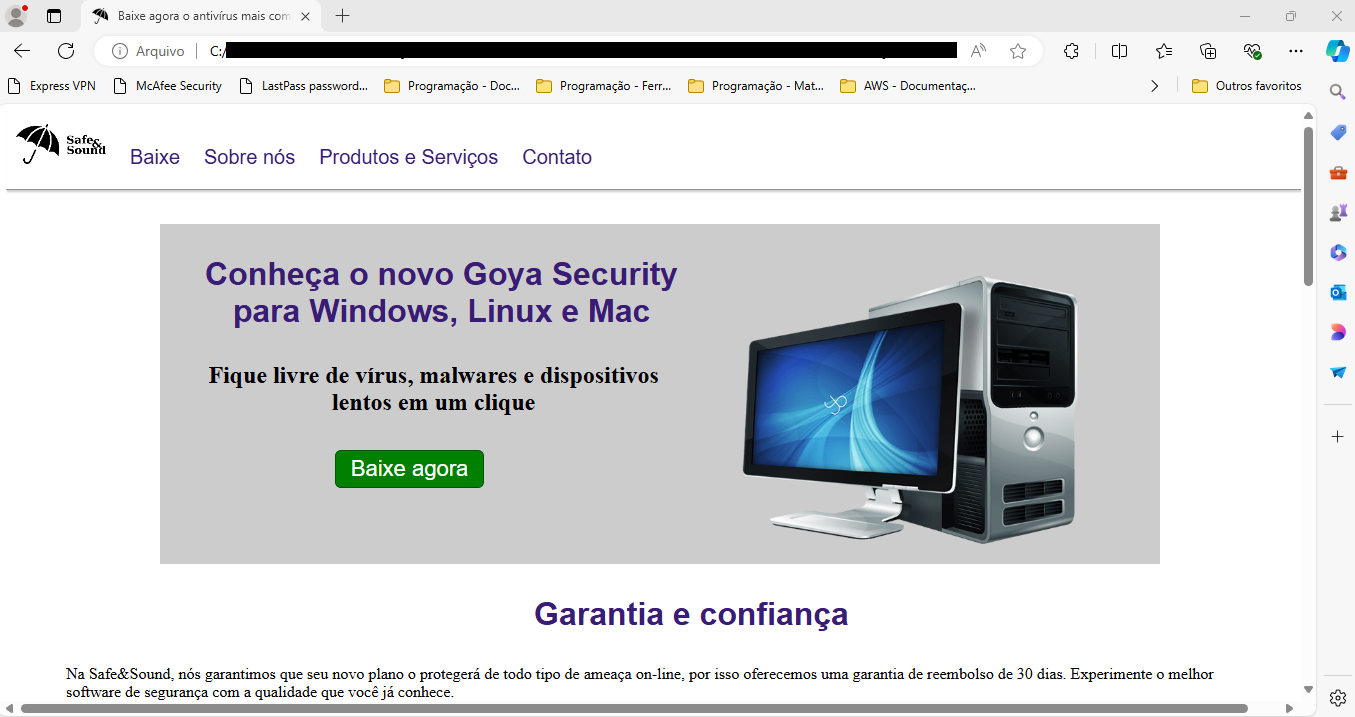 Baixe agora o antivírus mais com
Arquivo
C:/
Express VPN
McAfee Security
LastPass password...
Programação - Doc...
Programação - Ferr...
Programação - Mat...
AWS - Documentaç...
Outros favoritos
Safe&
Sound
Baixe
Sobre nós
Produtos e Serviços
Contato
Conheça o novo Goya Security
para Windows, Linux e Mac
Fique livre de vírus, malwares e dispositivos
lentos em um clique
Baixe agora
Garantia e confiança
Na Safe&Sound, nós garantimos que seu novo plano o protegerá de todo tipo de ameaça on-line, por isso oferecemos uma garantia de reembolso de 30 dias. Experimente o melhor
software de segurança com a qualidade que você já conhece.